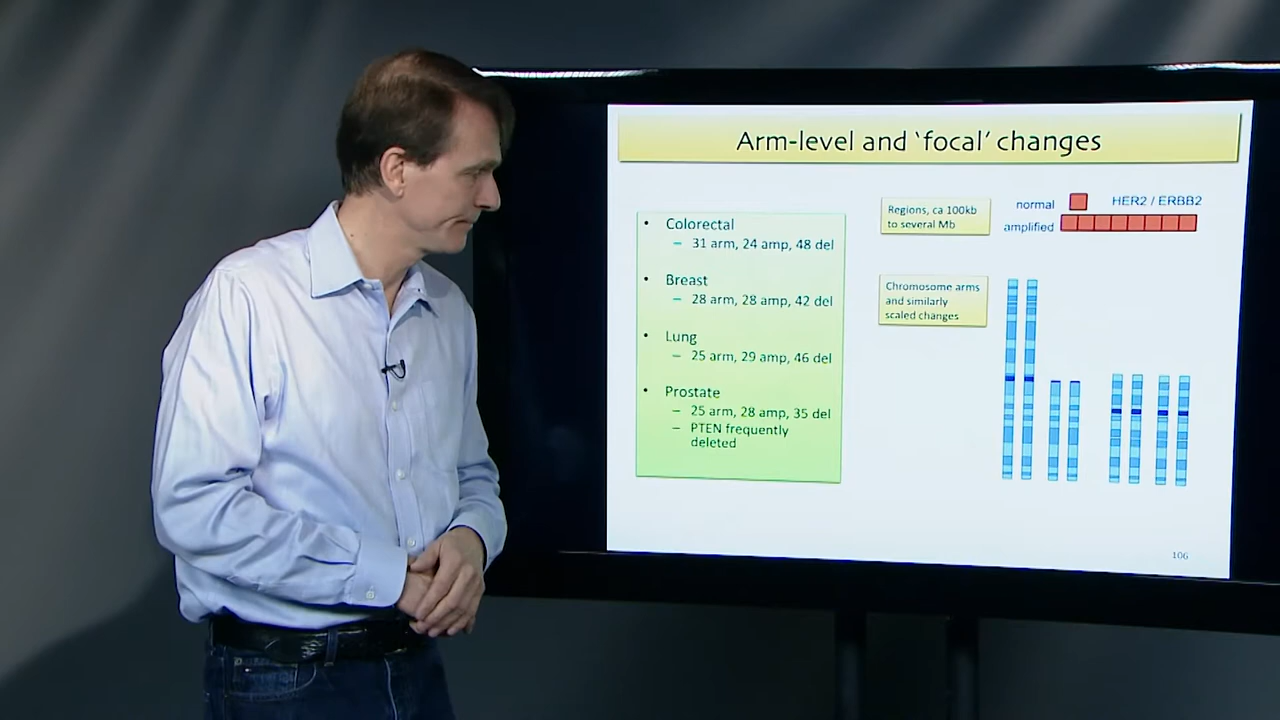 Arm-level and ‘focal’ changes
• Colorectal
– 31 arm, 24 amp, 48 del
• Breast
– 28 arm, 28 amp, 42 del
• Lung
– 25 arm, 29 amp, 46 del
• Prostate
– 25 arm, 28 amp, 35 del
– PTEN frequently
deleted
Regions, ca 100kb
to several Mb
normal
HER2 / ERBB2
amplified
Chromosome arms
and similarly
scaled changes
106